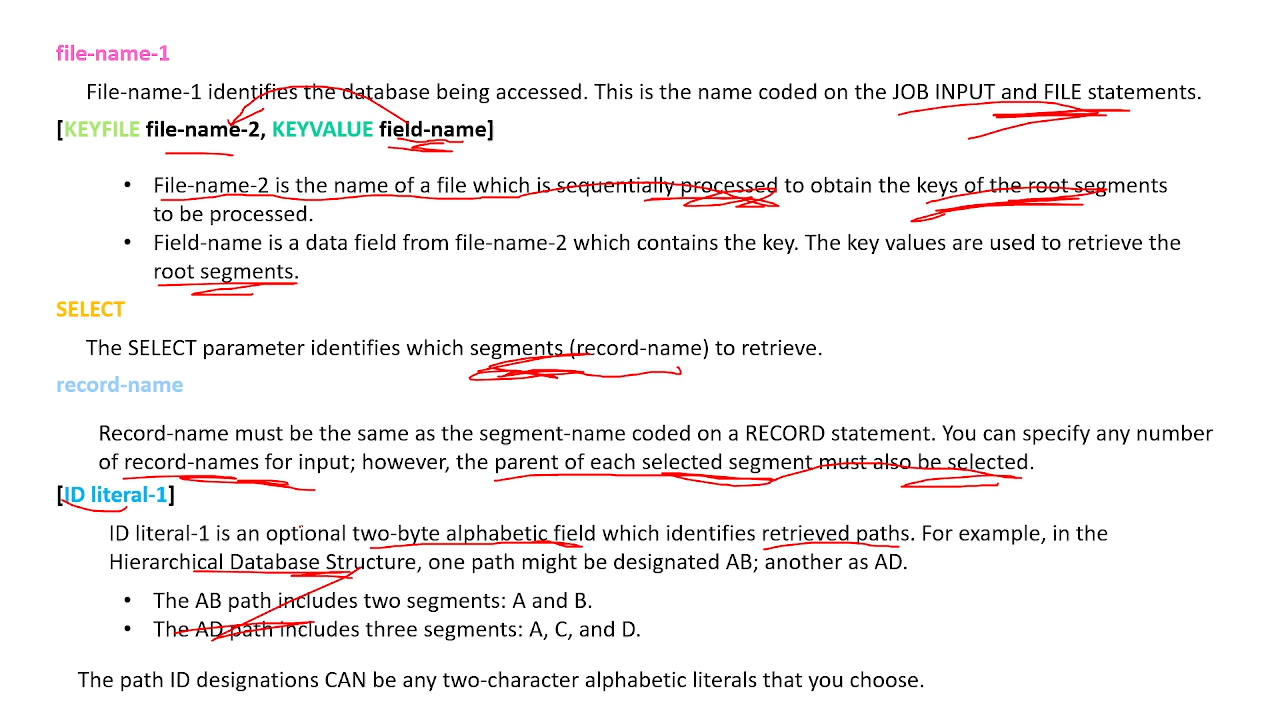 file-name-1
File-name-1 identifies the database being accessed. This is the name coded on the JOB INPUT and FILE statements.
[KEYFILE file-name-2, KEYVALUE field-name]
• File-name-2 is the name of a file which is sequentially processed to obtain the keys of the root segments
to be processed.
• Field-name is a data field from file-name-2 which contains the key. The key values are used to retrieve the
root segments.
SELECT
The SELECT parameter identifies which segments (record-name) to retrieve.
record-name
Record-name must be the same as the segment-name coded on a RECORD statement. You can specify any number
of record-names for input; however, the parent of each selected segment must also be selected.
[ID literal-1]
ID literal-1 is an optional two-byte alphabetic field which identifies retrieved paths. For example, in the
Hierarchical Database Structure, one path might be designated AB; another as AD.
• The AB path includes two segments: A and B.
• The AD path includes three segments: A, C, and D.
The path ID designations CAN be any two-character alphabetic literals that you choose.